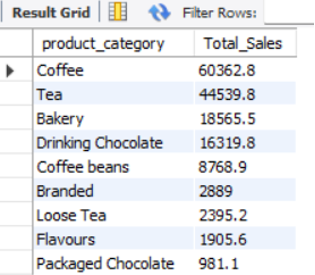 Result Grid Filter Rows:
product_category Total_Sales
Coffee 60362.8
Tea 44539.8
Bakery 18565.5
Drinking Chocolate 16319.8
Coffee beans 8768.9
Branded 2889
Loose Tea 2395.2
Flavours 1905.6
Packaged Chocolate 981.1